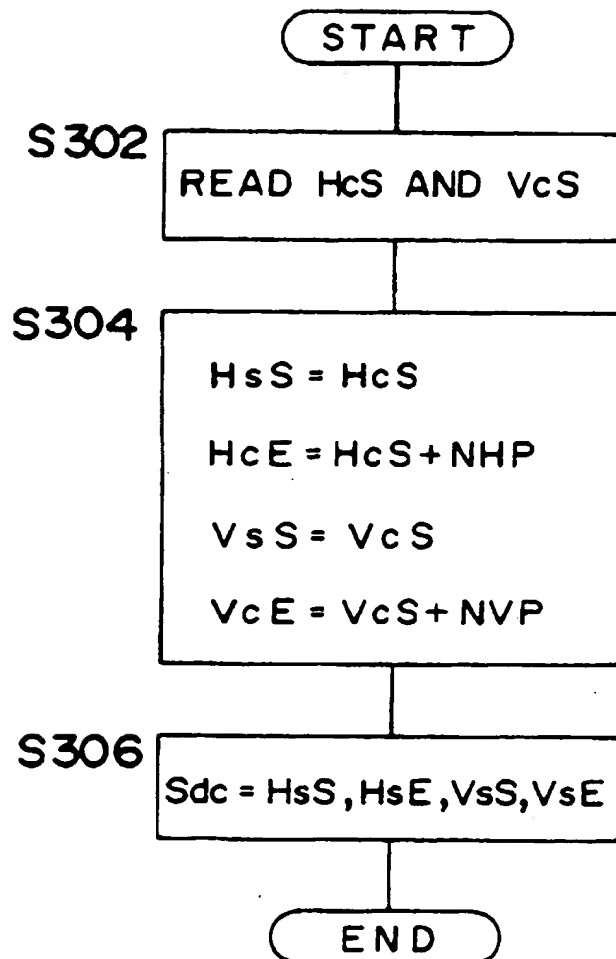 START
S302
READ HcS AND VcS
S304
HsS = HcS
HcE = HcS + NHP
VsS = VcS
VcE = VcS + NVP
S306
Sdc = HsS, HsE, VsS, VsE
END